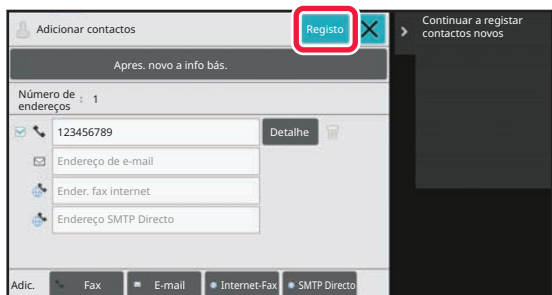 Adicionar contactos
Registo
Continuar a registar
contactos novos
Apres. novo a info bás.
Número de
endereços : 1
123456789
Detalhe
Endereço de e-mail
Ender. fax internet
Endereço SMTP Directo
Adic.
Fax
E-mail
Internet-Fax
SMTP Directo